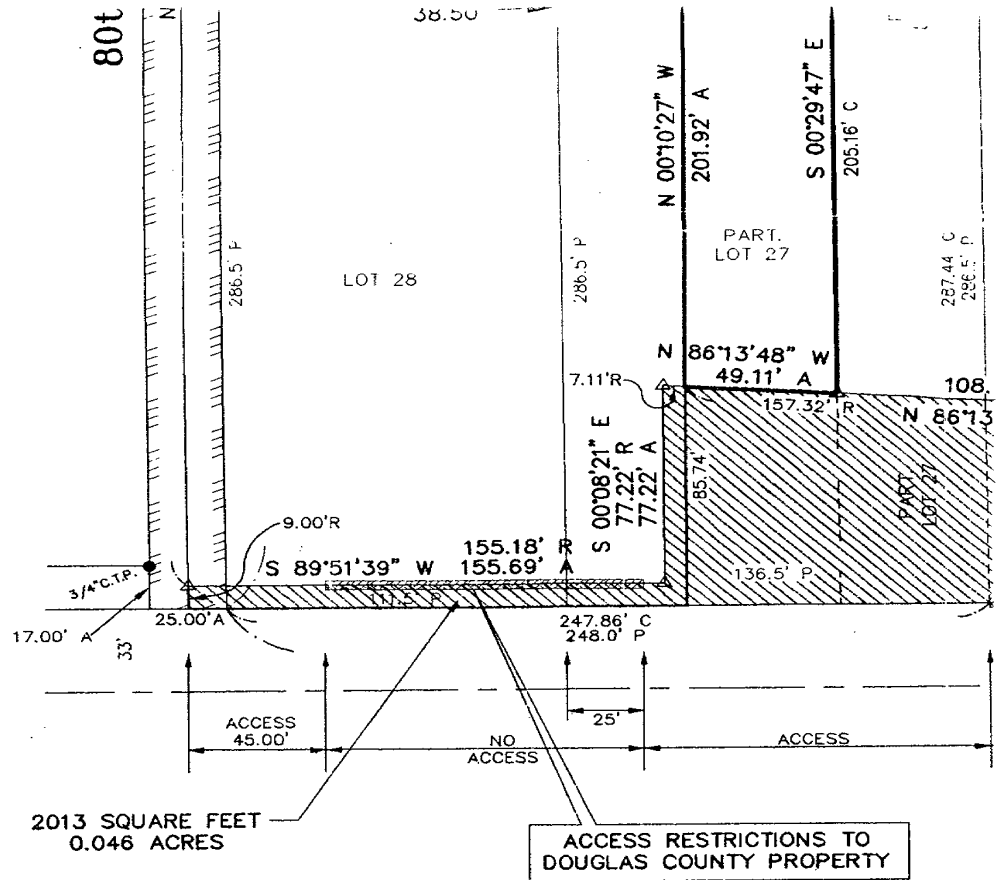 80t
N
38.50
286.5' P
LOT 28
286.5' P
N 00°10'27" W
201.92' A
PART.
LOT 27
S 00°29'47" E
205.16' C
287.44 C
286.5' P
N 86°13'48" W
49.11' A
7.11'R
157.32' R
108.
N 86°13
S 00°08'21" E
77.22' R
77.22' A
85.74'
PART.
LOT 27
136.5' P
9.00'R
155.18' R
S 89°51'39" W 155.69' A
3/4"C.T.P.
25.00'A
17.00' A
33'
247.86' C
248.0' P
25'
ACCESS
45.00'
NO
ACCESS
ACCESS
2013 SQUARE FEET
0.046 ACRES
ACCESS RESTRICTIONS TO
DOUGLAS COUNTY PROPERTY